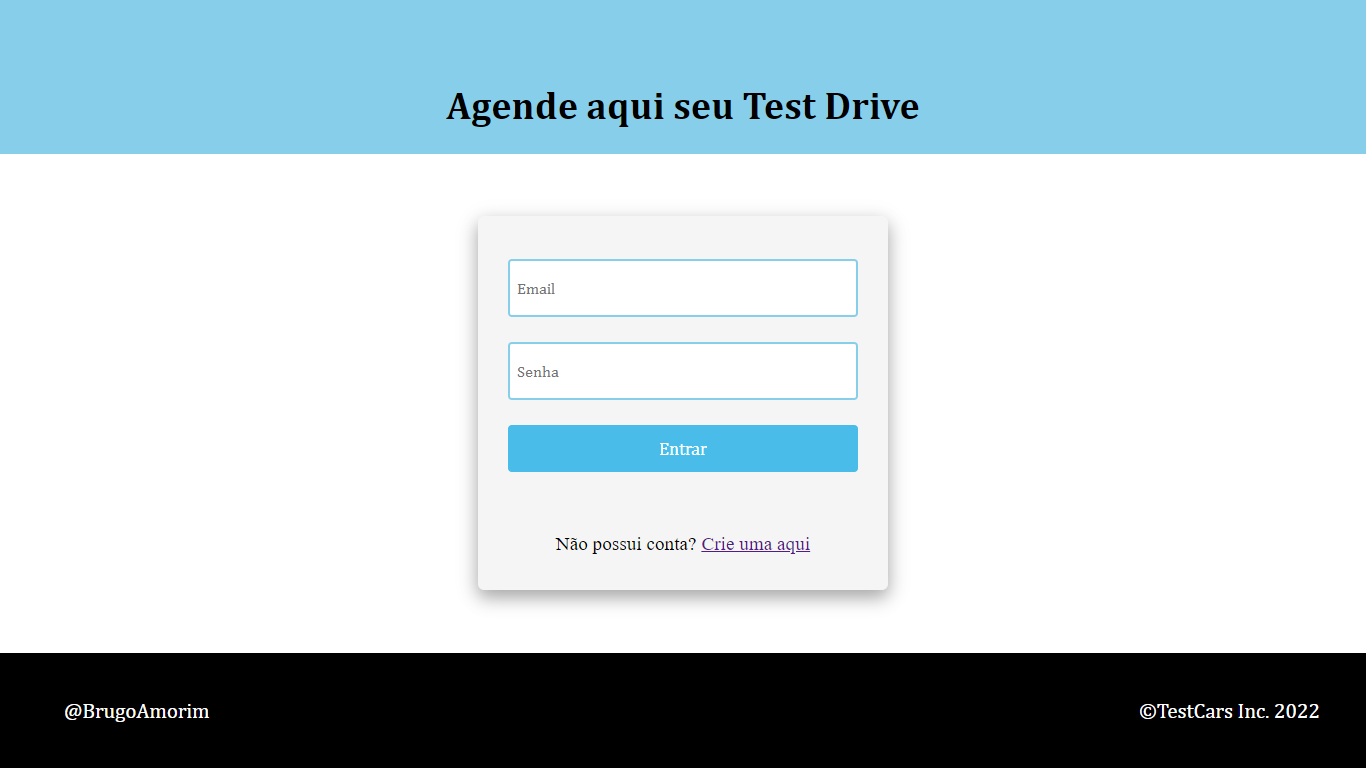 Agende aqui seu Test Drive
Email
Senha
Entrar
Não possui conta? Crie uma aqui
@BrugoAmorim
©TestCars Inc. 2022